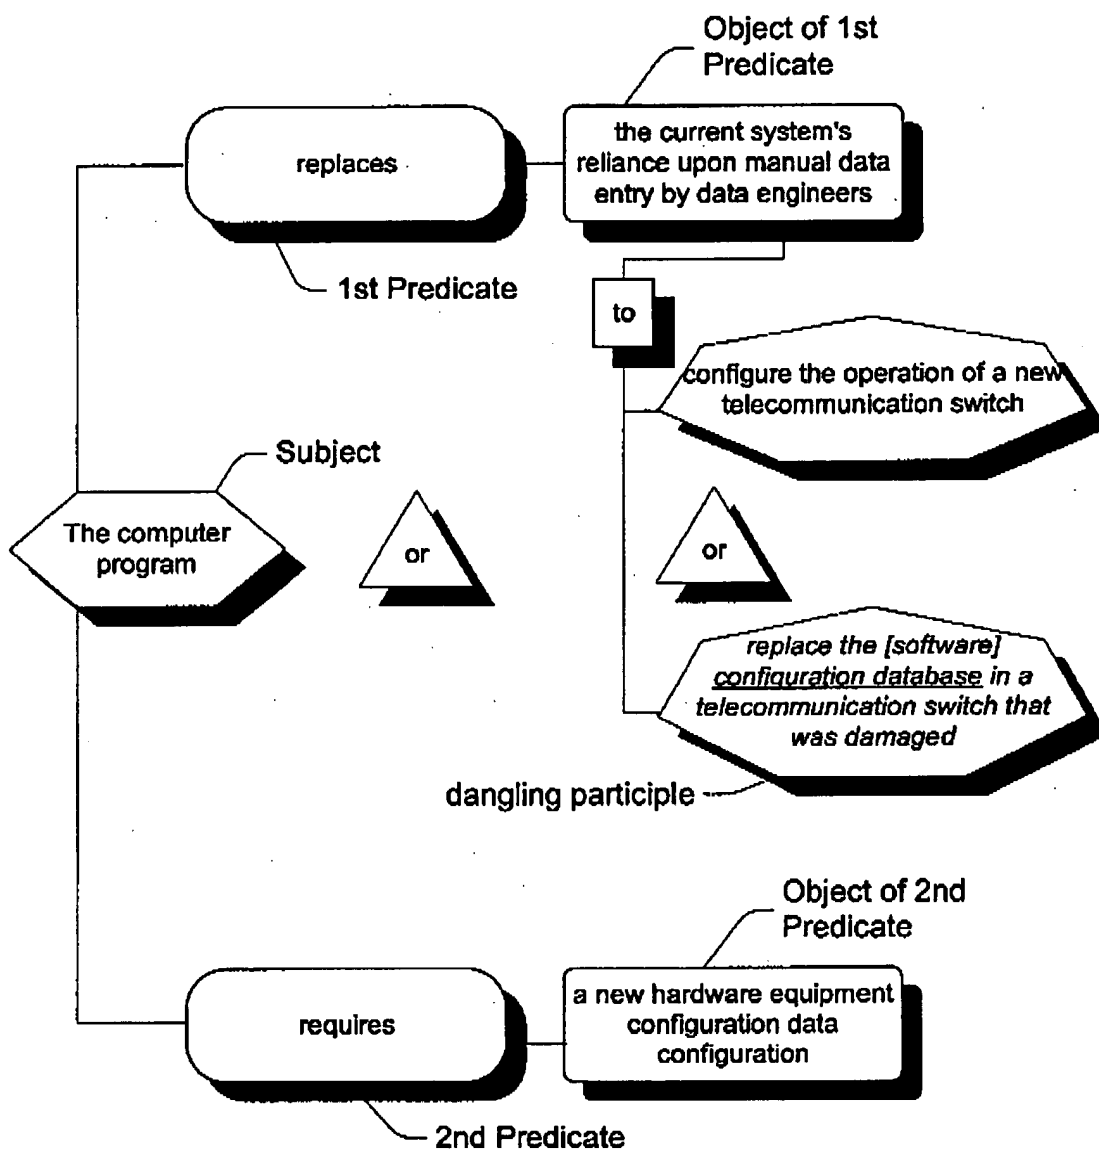 Object of 1st
Predicate
replaces
the current system's
reliance upon manual data
entry by data engineers
1st Predicate
to
configure the operation of a new
telecommunication switch
Subject
The computer
program
or
or
replace the [software]
configuration database in a
telecommunication switch that
was damaged
dangling participle
Object of 2nd
Predicate
requires
a new hardware equipment
configuration data
configuration
2nd Predicate